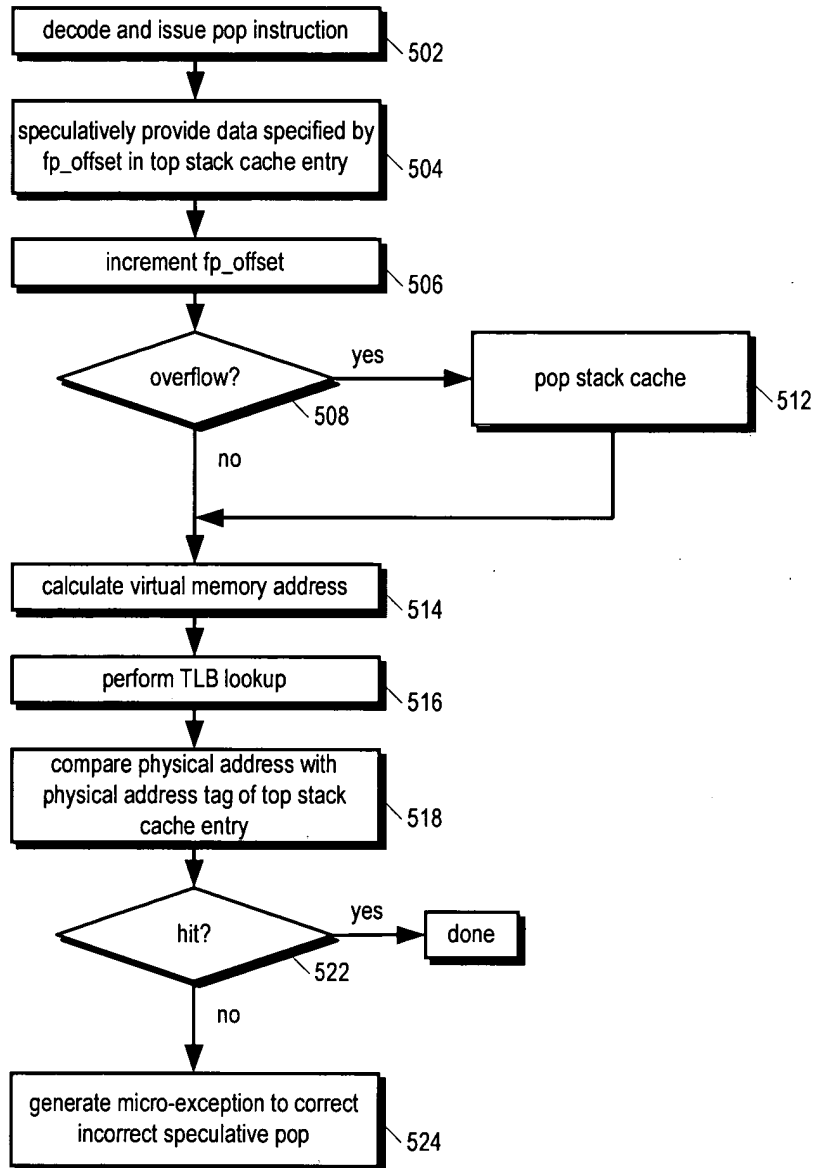 decode and issue pop instruction
502
speculatively provide data specified by
fp_offset in top stack cache entry
504
increment fp_offset
506
overflow?
508
yes
pop stack cache
512
no
calculate virtual memory address
514
perform TLB lookup
516
compare physical address with
physical address tag of top stack
cache entry
518
hit?
522
yes
done
no
generate micro-exception to correct
incorrect speculative pop
524